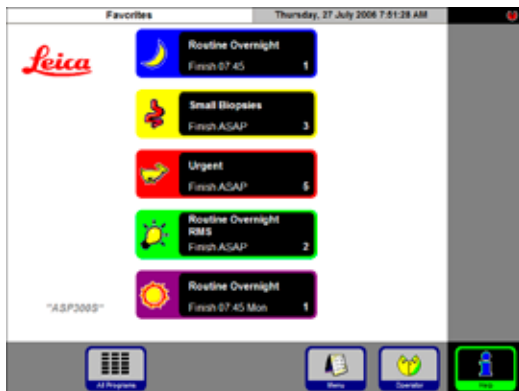 Favorites
Thursday, 27 July 2006 7:51:28 AM
Leica
Routine Overnight
Finish 07:45
1
Small Biopsies
Finish ASAP
3
Urgent
Finish ASAP
5
Routine Overnight
RMS
Finish ASAP
2
Routine Overnight
Finish 07:45 Mon
1
"ASP300S"
All Programs
Menu
Operator
Help